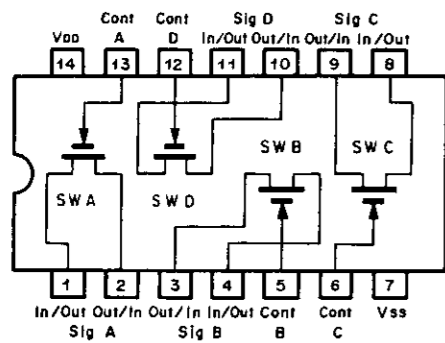 Cont Cont Sig D Sig C
VDD A D In/Out Out/In Out/In In/Out
14 13 12 11 10 9 8
SW B SW C
SW A SW D
1 2 3 4 5 6 7
In/Out Out/In Out/In In/Out Cont Cont Vss
Sig A Sig B B C